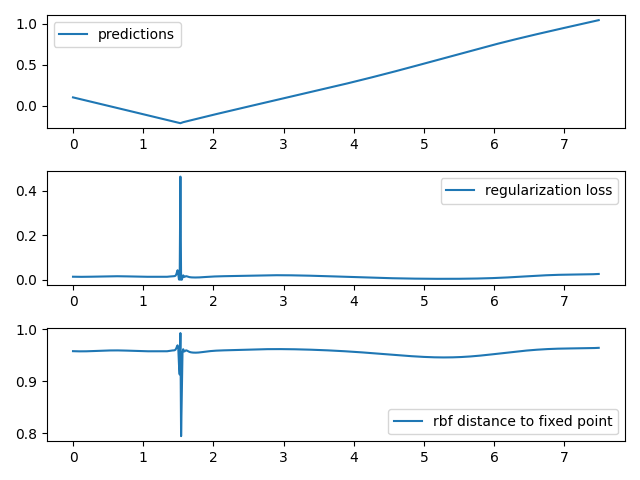 1.0
0.5
0.0
predictions
0 1 2 3 4 5 6 7
0.4
0.2
0.0
regularization loss
0 1 2 3 4 5 6 7
1.0
0.9
0.8
rbf distance to fixed point
0 1 2 3 4 5 6 7